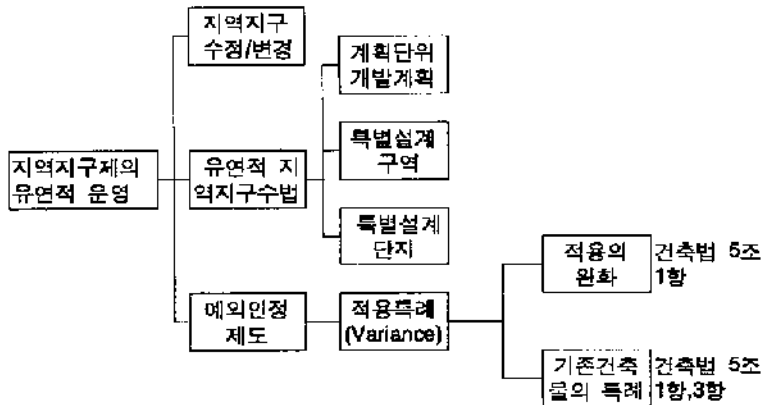 지역지구
수정/변경
계획단위
개발계획
특별설계
구역
지역지구제의
유연적 운영
유연적 지
역지구수법
특별설계
단지
적용의
완화
건축법 5조
1항
예외인정
제도
적용특례
(Variance)
기존건축
물의 특례
건축법 5조
1항,3항